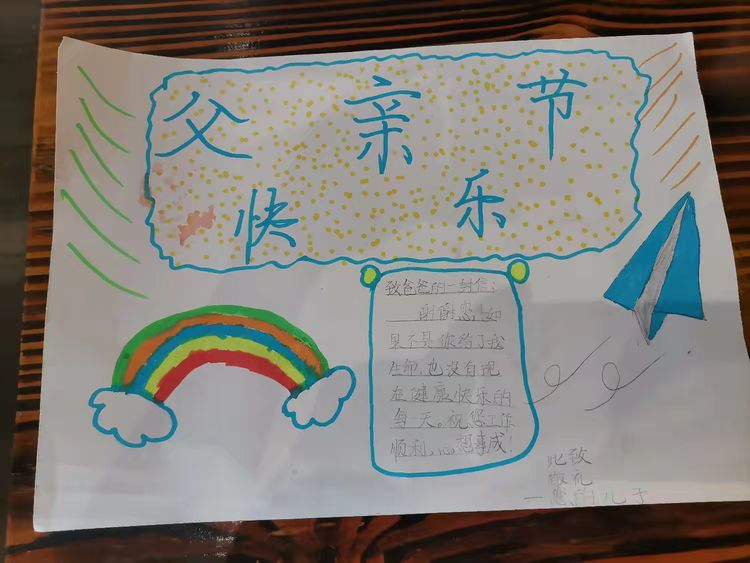 父亲节
快乐
致爸爸的一封信:
谢谢您!如
果不是你给了我
生命,也没有现
在健康快乐的
每一天。祝您工作
顺利,心想事成!
此致
敬礼
—您的儿子